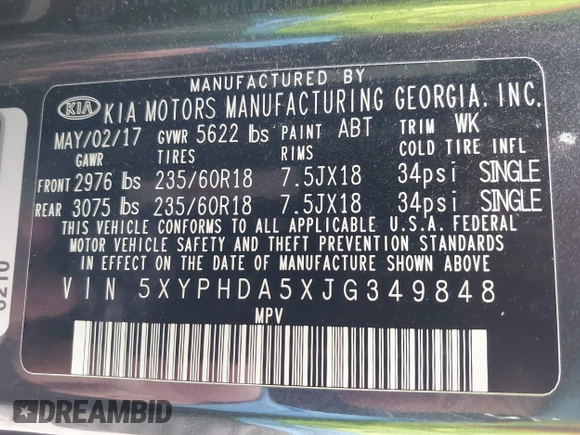 MANUFACTURED BY
KIA KIA MOTORS MANUFACTURING GEORGIA, INC.
MAY/02/17 GVWR 5622 lbs PAINT ABT TRIM WK
GAWR TIRES RIMS COLD TIRE INFL
FRONT 2976 lbs 235/60R18 7.5JX18 34psi SINGLE
REAR 3075 lbs 235/60R18 7.5JX18 34psi SINGLE
THIS VEHICLE CONFORMS TO ALL APPLICABLE U.S.A. FEDERAL
MOTOR VEHICLE SAFETY AND THEFT PREVENTION STANDARDS
IN EFFECT ON THE DATE OF MANUFACTURE SHOWN ABOVE.
VIN 5XYPHDA5XJG349848
MPV
0210
DREAMBID